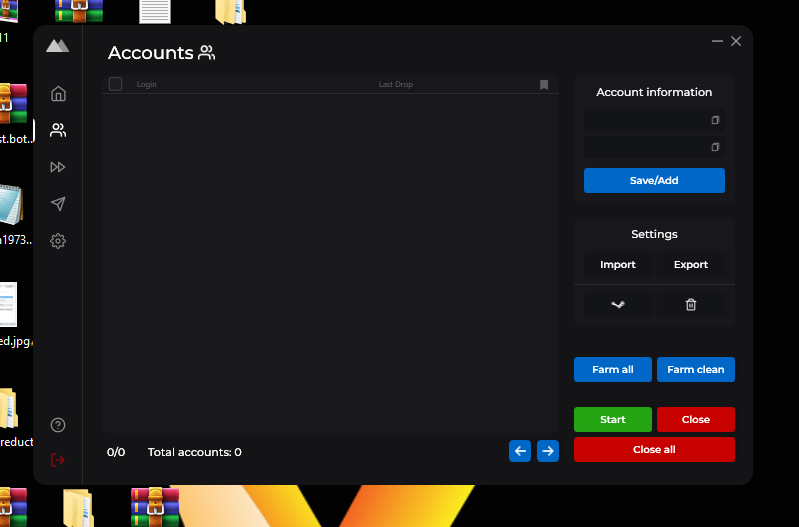 11
Accounts
Login Last Drop
Account information
st.bot...
Save/Add
a1973...
Settings
Import Export
ed.jpg
Farm all Farm clean
Start Close
reduct
0/0 Total accounts: 0
Close all